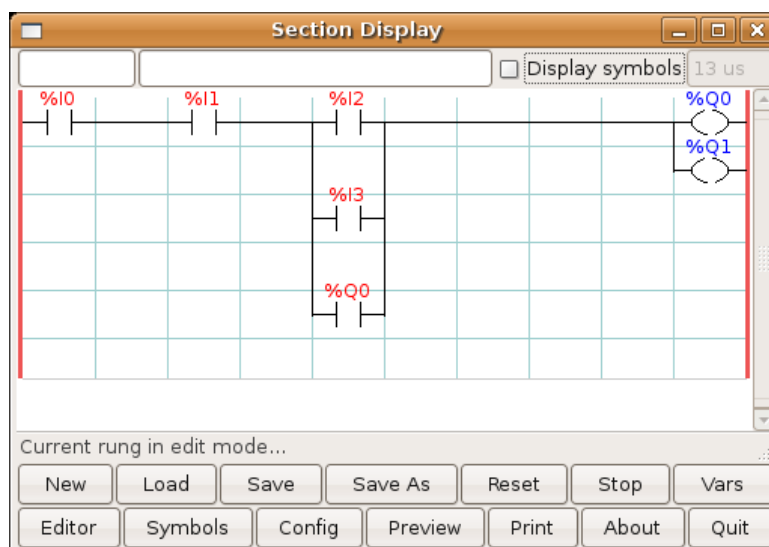 Section Display
Display symbols 13 us
%I0 %I1 %I2 %Q0
%Q1
%I3
%Q0
Current rung in edit mode...
New Load Save Save As Reset Stop Vars
Editor Symbols Config Preview Print About Quit